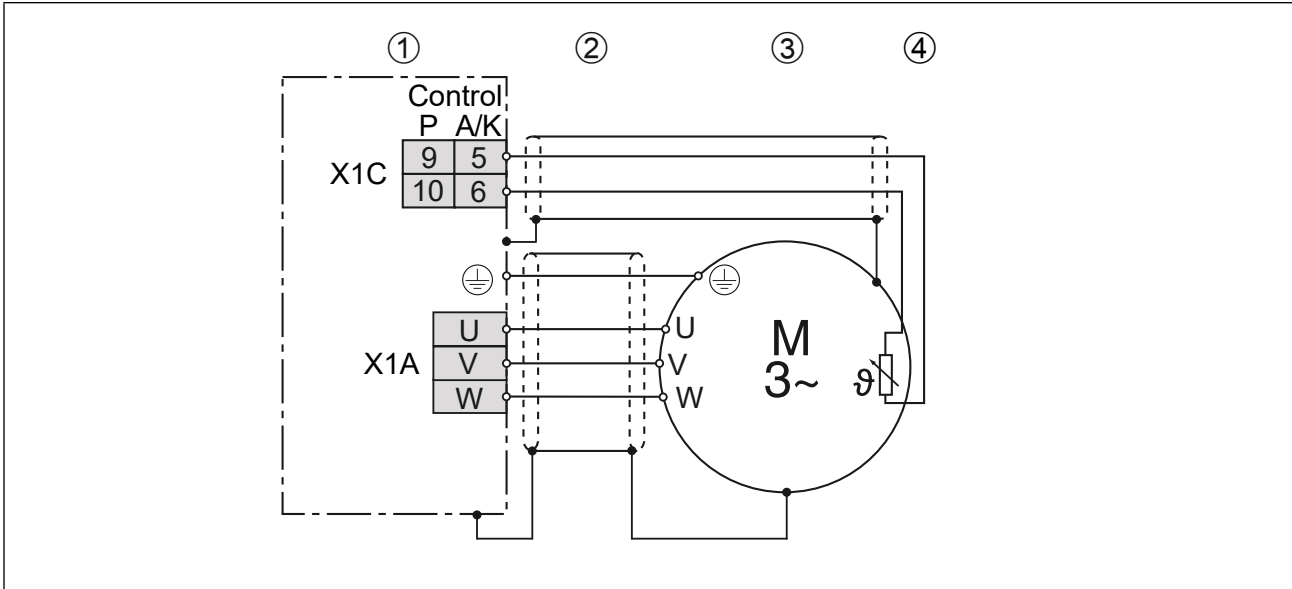 ① ② ③ ④
Control
P A/K
X1C 9 5
10 6
U U
X1A V V
W W
M
3~
ϑ